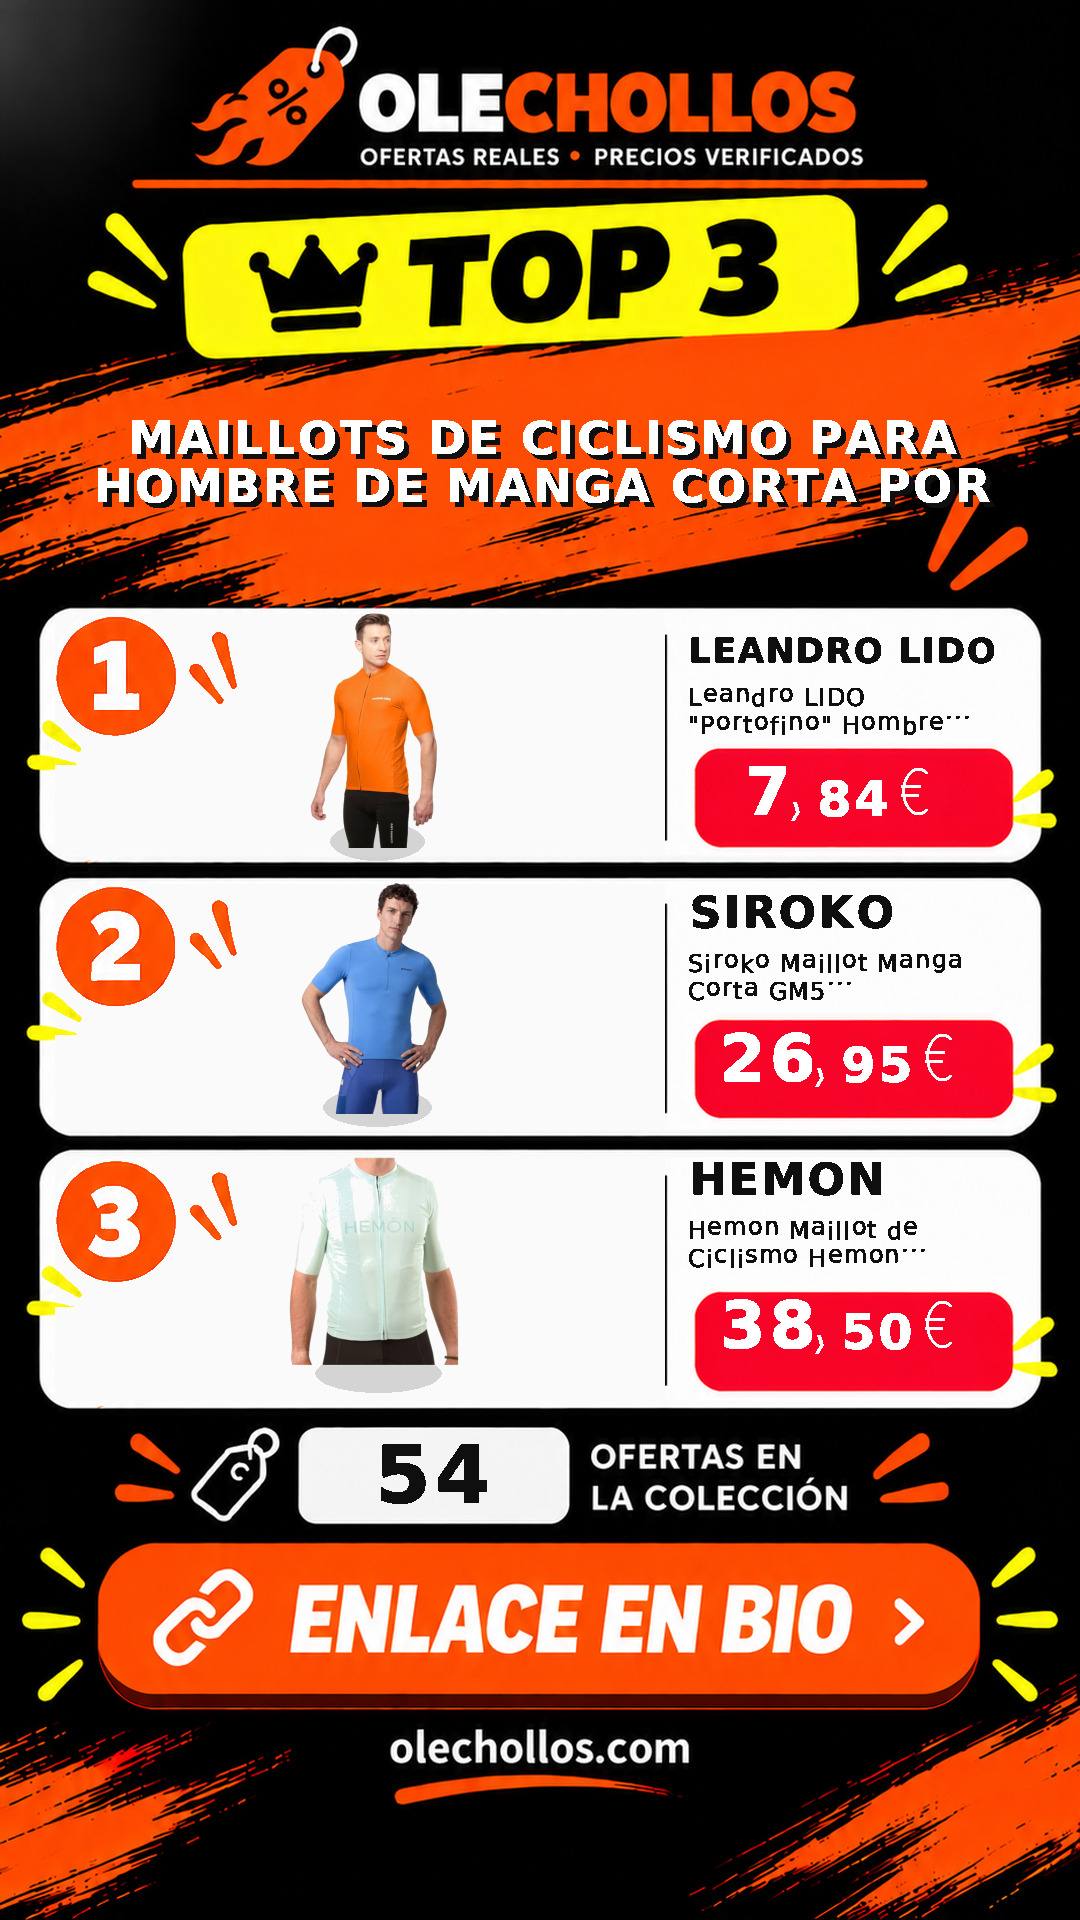 OLECHOLLOS
OFERTAS REALES • PRECIOS VERIFICADOS
TOP 3
MAILLOTS DE CICLISMO PARA
HOMBRE DE MANGA CORTA POR
1
LEANDRO LIDO
Leandro LIDO
"Portofino" Hombre...
7,84€
2
SIROKO
Siroko Maillot Manga
Corta GM5...
26,95€
3
HEMON
HEMON
Hemon Maillot de
Ciclismo Hemon...
38,50€
54
OFERTAS EN
LA COLECCIÓN
ENLACE EN BIO >
olechollos.com